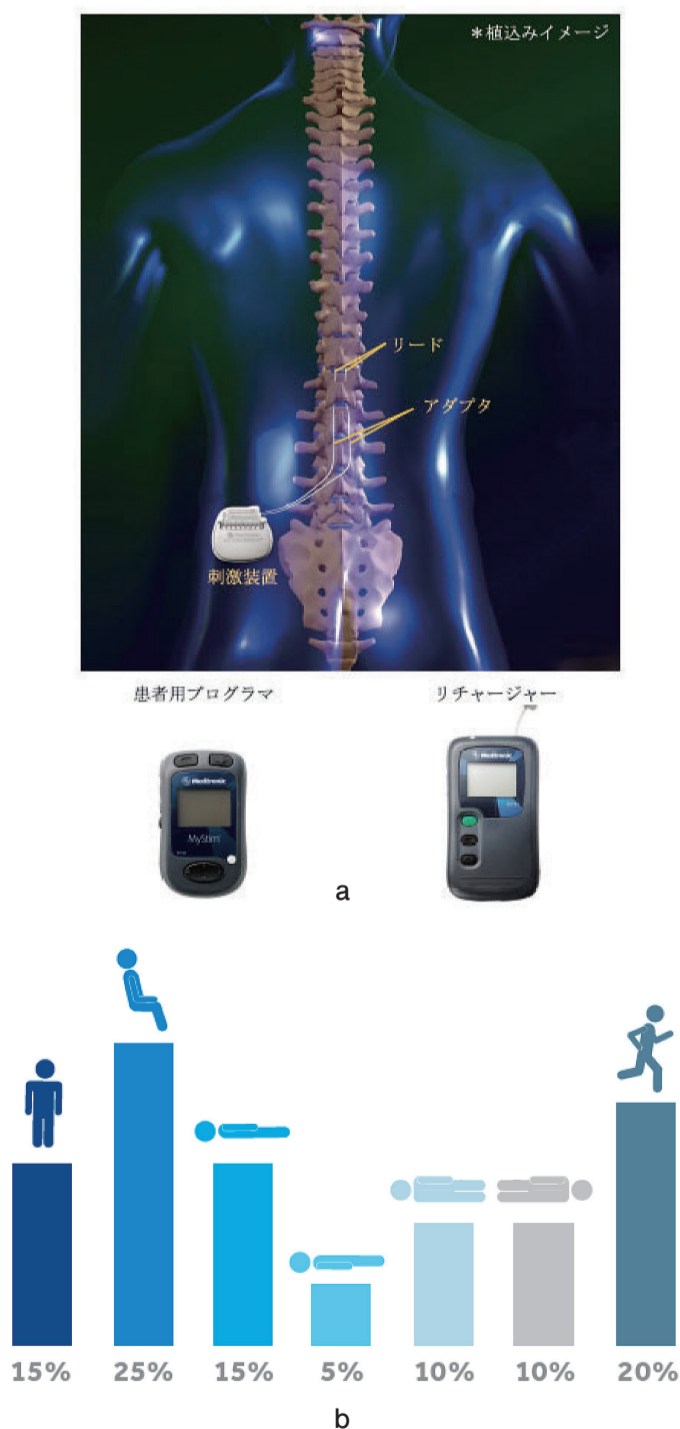 *植込みイメージ
リード
アダプタ
刺激装置
患者用プログラマ
リチャージャー
Medtronic
MyStim
Medtronic
a
15%
25%
15%
5%
10%
10%
20%
b